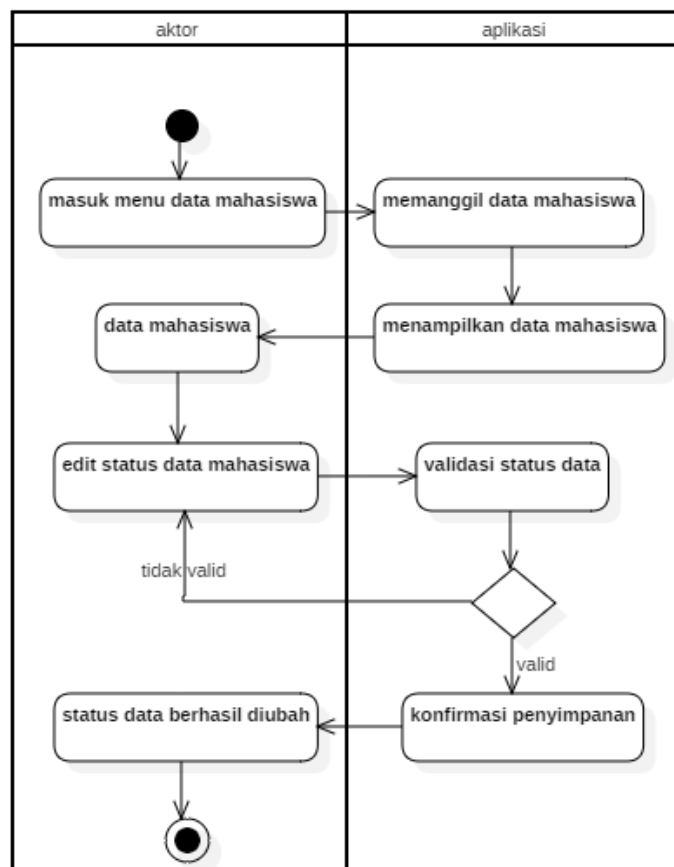 aktor
aplikasi
masuk menu data mahasiswa
memanggil data mahasiswa
data mahasiswa
menampilkan data mahasiswa
edit status data mahasiswa
validasi status data
tidak valid
valid
status data berhasil diubah
konfirmasi penyimpanan